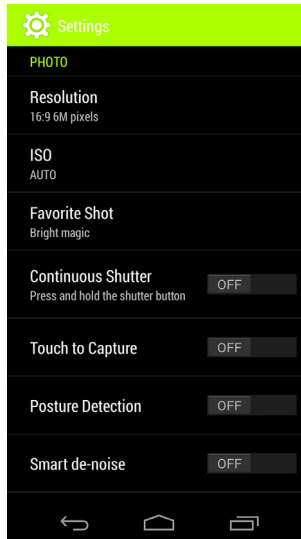 Settings
PHOTO
Resolution
16:9 6M pixels
ISO
AUTO
Favorite Shot
Bright magic
Continuous Shutter
Press and hold the shutter button
OFF
Touch to Capture
OFF
Posture Detection
OFF
Smart de-noise
OFF